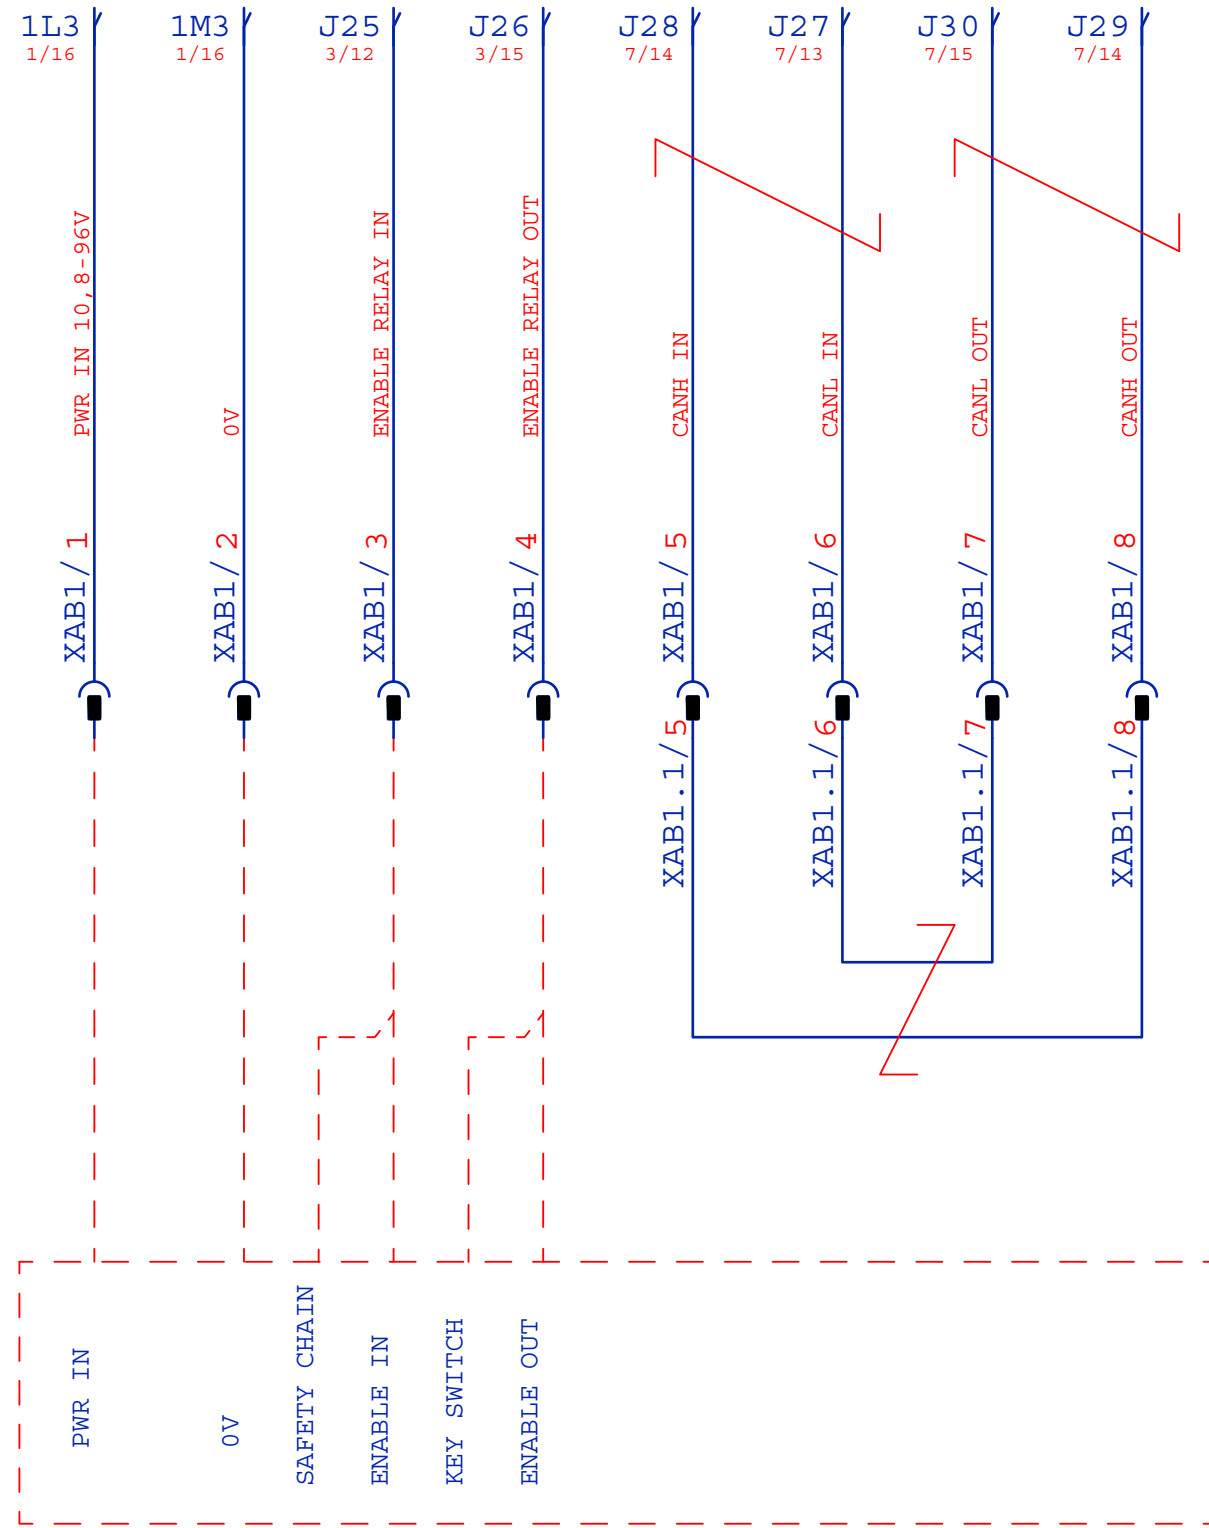 1L3
1/16
1M3
1/16
J25
3/12
J26
3/15
J28
7/14
J27
7/13
J30
7/15
J29
7/14
PWR IN 10,8-96V
0V
ENABLE RELAY IN
ENABLE RELAY OUT
CANH IN
CANL IN
CANL OUT
CANH OUT
XAB1/1
XAB1/2
XAB1/3
XAB1/4
XAB1/5
XAB1/6
XAB1/7
XAB1/8
XAB1.1/5
XAB1.1/6
XAB1.1/7
XAB1.1/8
PWR IN
0V
SAFETY CHAIN
ENABLE IN
KEY SWITCH
ENABLE OUT